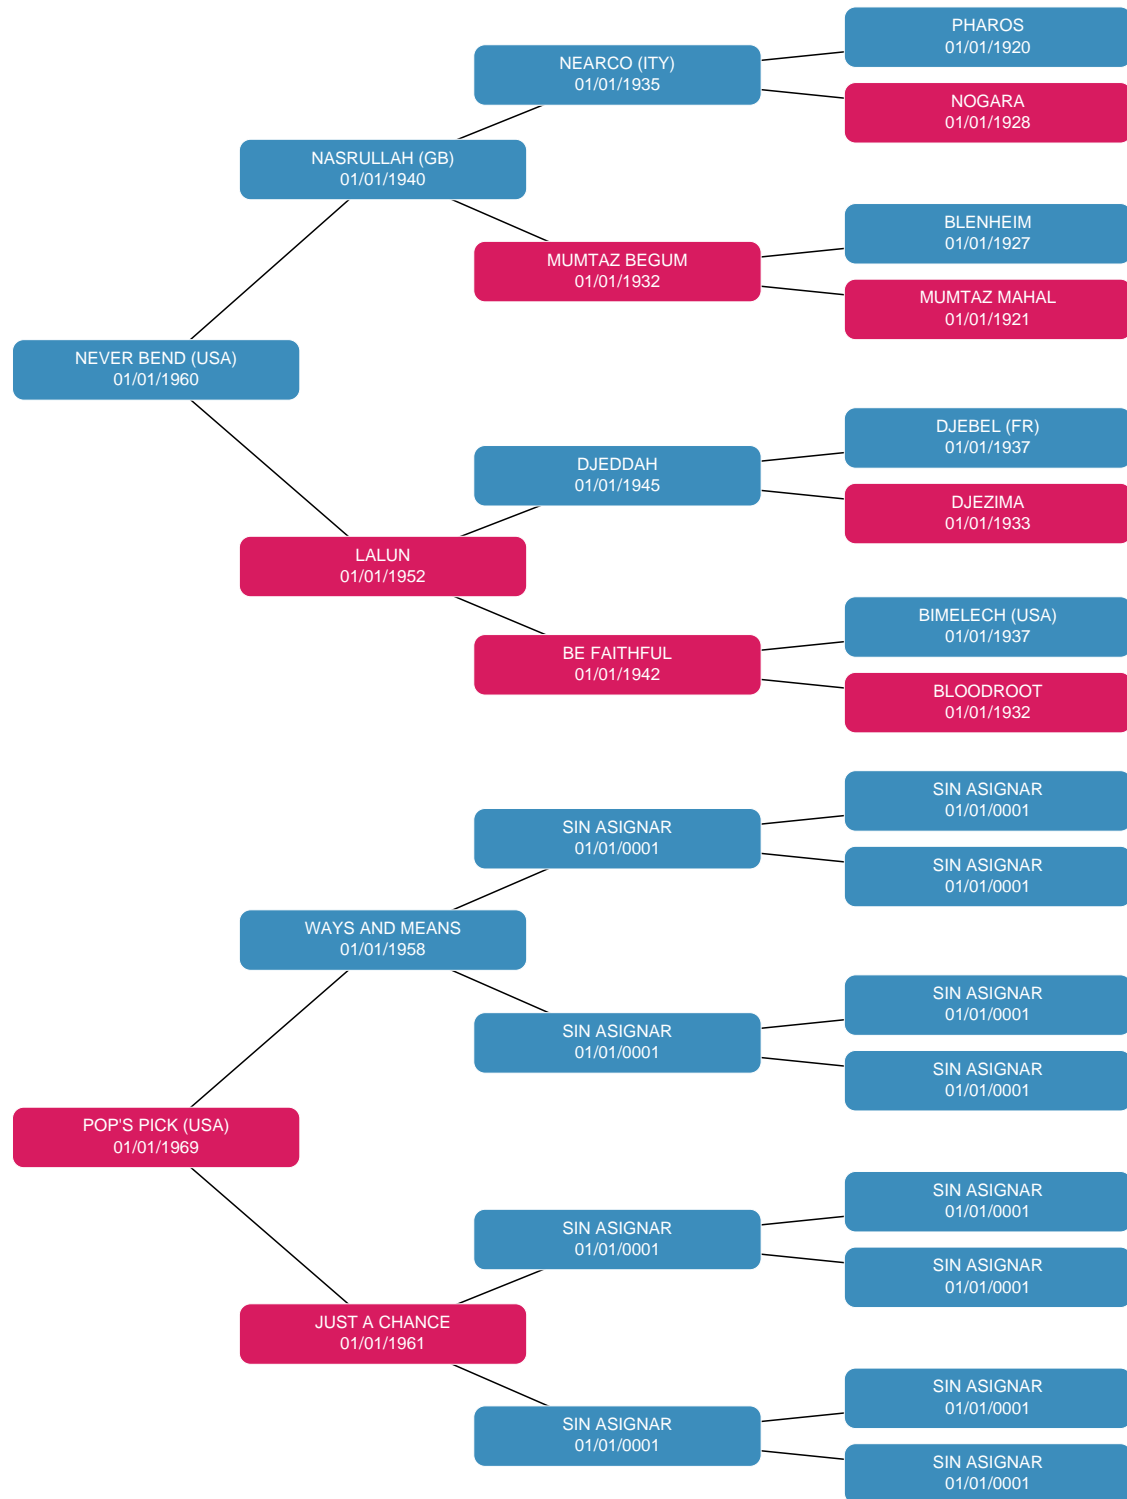 PHAROS
01/01/1920
NEARCO (ITY)
01/01/1935
NOGARA
01/01/1928
NASRULLAH (GB)
01/01/1940
BLENHEIM
01/01/1927
MUMTAZ BEGUM
01/01/1932
MUMTAZ MAHAL
01/01/1921
NEVER BEND (USA)
01/01/1960
DJEBEL (FR)
01/01/1937
DJEDDAH
01/01/1945
DJEZIMA
01/01/1933
LALUN
01/01/1952
BIMELECH (USA)
01/01/1937
BE FAITHFUL
01/01/1942
BLOODROOT
01/01/1932
SIN ASIGNAR
01/01/0001
SIN ASIGNAR
01/01/0001
SIN ASIGNAR
01/01/0001
WAYS AND MEANS
01/01/1958
SIN ASIGNAR
01/01/0001
SIN ASIGNAR
01/01/0001
SIN ASIGNAR
01/01/0001
POP'S PICK (USA)
01/01/1969
SIN ASIGNAR
01/01/0001
SIN ASIGNAR
01/01/0001
SIN ASIGNAR
01/01/0001
JUST A CHANCE
01/01/1961
SIN ASIGNAR
01/01/0001
SIN ASIGNAR
01/01/0001
SIN ASIGNAR
01/01/0001